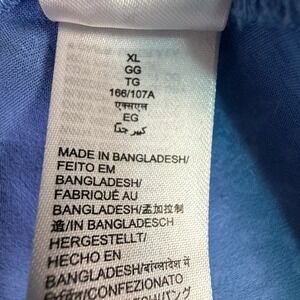 XL
GG
TG
166/107A
एक्सएल
EG
كبير جداً
MADE IN BANGLADESH/
FEITO EM
BANGLADESH/
FABRIQUÉ AU
BANGLADESH/孟加拉制
造/IN BANGLADESCH
HERGESTELLT/
HECHO EN
BANGLADESH/बांग्लादेश में
निर्मित/CONFEZIONATO